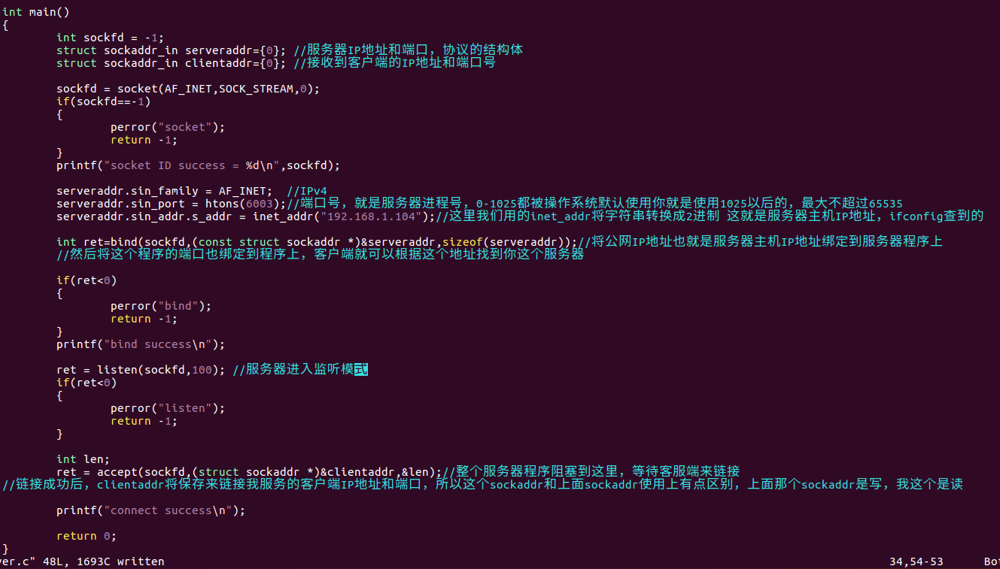 int main()
{
        int sockfd = -1;
        struct sockaddr_in serveraddr={0}; //服务器IP地址和端口，协议的结构体
        struct sockaddr_in clientaddr={0}; //接收到客户端的IP地址和端口号

        sockfd = socket(AF_INET,SOCK_STREAM,0);
        if(sockfd==-1)
        {
                perror("socket");
                return -1;
        }
        printf("socket ID success = %d\n",sockfd);

        serveraddr.sin_family = AF_INET;  //IPv4
        serveraddr.sin_port = htons(6003);//端口号，就是服务器进程号，0-1025都被操作系统默认使用你就是使用1025以后的，最大不超过65535
        serveraddr.sin_addr.s_addr = inet_addr("192.168.1.104");//这里我们用的inet_addr将字符串转换成2进制 这就是服务器主机IP地址，ifconfig查到的

        int ret=bind(sockfd,(const struct sockaddr *)&serveraddr,sizeof(serveraddr));//将公网IP地址也就是服务器主机IP地址绑定到服务器程序上
        //然后将这个程序的端口也绑定到程序上，客户端就可以根据这个地址找到你这个服务器

        if(ret<0)
        {
                perror("bind");
                return -1;
        }
        printf("bind success\n");

        ret = listen(sockfd,100); //服务器进入监听模式
        if(ret<0)
        {
                perror("listen");
                return -1;
        }

        int len;
        ret = accept(sockfd,(struct sockaddr *)&clientaddr,&len);//整个服务器程序阻塞到这里，等待客服端来链接
//链接成功后，clientaddr将保存来链接我服务的客户端IP地址和端口，所以这个sockaddr和上面sockaddr使用上有点区别，上面那个sockaddr是写，我这个是读

        printf("connect success\n");

        return 0;
}
ver.c" 48L, 1693C written 34,54-53 Bot